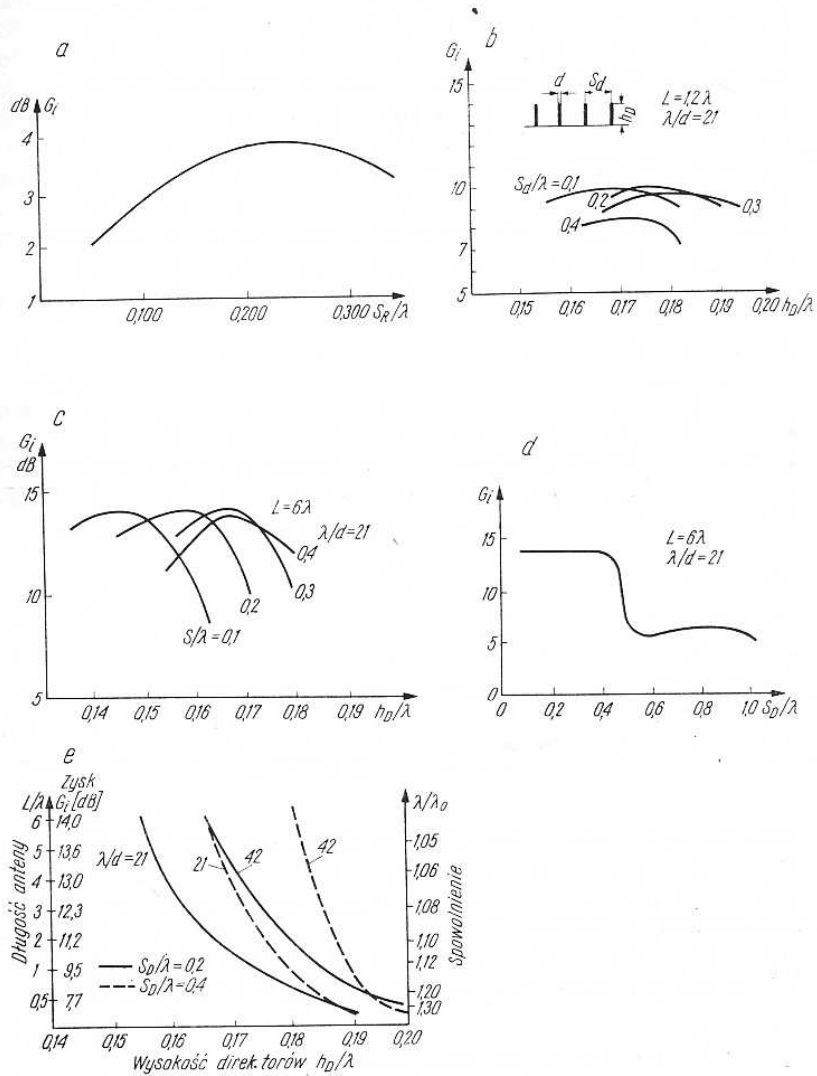 a
dB G_i
4
3
2
1
0,100 0,200 0,300 S_R/λ
b
G_i
15
10
7
5
d S_d
h_D
L=1,2λ
λ/d=21
S_d/λ=0,1
0,2
0,3
0,4
0,15 0,16 0,17 0,18 0,19 0,20 h_D/λ
c
G_i
dB
15
10
5
L=6λ
λ/d=21
0,4
0,3
0,2
S/λ=0,1
0,14 0,15 0,16 0,17 0,18 0,19 h_D/λ
d
G_i
15
10
5
0
L=6λ
λ/d=21
0 0,2 0,4 0,6 0,8 1,0 S_D/λ
e
Zysk
L/λ G_i [dB]
6 14,0
5 13,6
4 13,0
3 12,3
2 11,2
1 9,5
0,5 7,7
Długość anteny
λ/d=21
21
42
42
S_D/λ=0,2
S_D/λ=0,4
λ/λ_0
1,05
1,06
1,08
1,10
1,12
1,20
1,30
Spowolnienie
0,14 0,15 0,16 0,17 0,18 0,19 0,20
Wysokość direktorów h_D/λ